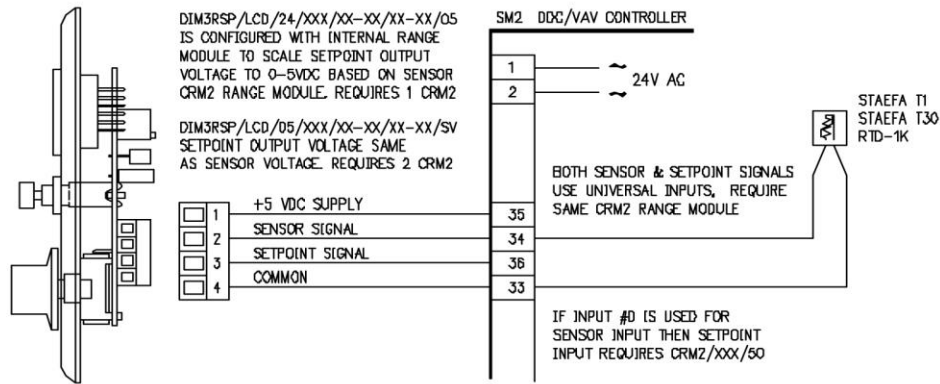 DIM3RSP/LCD/24/XXX/XX-XX/XX-XX/05
IS CONFIGURED WITH INTERNAL RANGE
MODULE TO SCALE SETPOINT OUTPUT
VOLTAGE TO 0-5VDC BASED ON SENSOR
CRM2 RANGE MODULE. REQUIRES 1 CRM2
DIM3RSP/LCD/05/XXX/XX-XX/XX-XX/SV
SETPOINT OUTPUT VOLTAGE SAME
AS SENSOR VOLTAGE. REQUIRES 2 CRM2
SM2 DDC/VAV CONTROLLER
1
2
24V AC
STAEFA T1
STAEFA T30
RTD-1K
BOTH SENSOR & SETPOINT SIGNALS
USE UNIVERSAL INPUTS, REQUIRE
SAME CRM2 RANGE MODULE
1 +5 VDC SUPPLY 35
2 SENSOR SIGNAL 34
3 SETPOINT SIGNAL 36
4 COMMON 33
IF INPUT #0 IS USED FOR
SENSOR INPUT THEN SETPOINT
INPUT REQUIRES CRM2/XXX/50